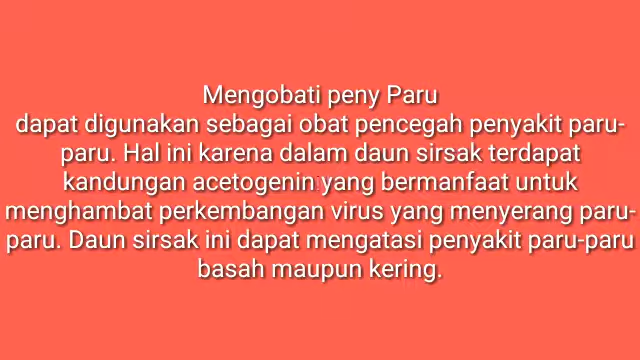 Mengobati peny Paru
dapat digunakan sebagai obat pencegah penyakit paru-
paru. Hal ini karena dalam daun sirsak terdapat
kandungan acetogenin yang bermanfaat untuk
menghambat perkembangan virus yang menyerang paru-
paru. Daun sirsak ini dapat mengatasi penyakit paru-paru
basah maupun kering.